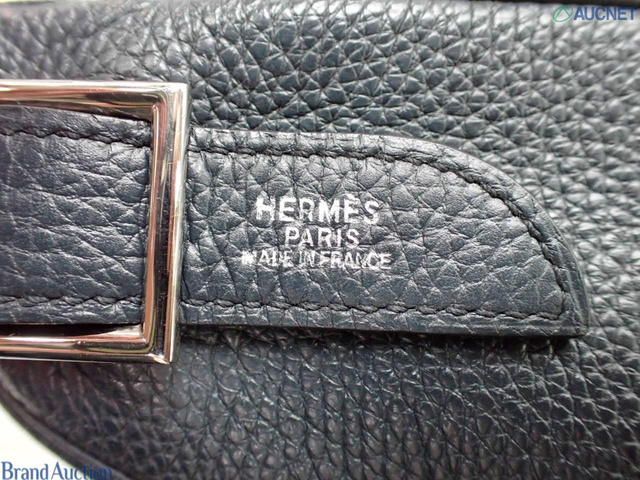 AUCNET
HERMÈS
PARIS
MADE IN FRANCE
Brand Auction